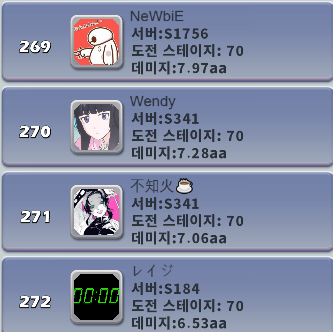 269
NeWbiE
서버:S1756
도전 스테이지: 70
데미지:7.97aa
270
Wendy
서버:S341
도전 스테이지: 70
데미지:7.28aa
271
不知火☕
서버:S341
도전 스테이지: 70
데미지:7.06aa
272
00:00
レイジ
서버:S184
도전 스테이지: 70
데미지:6.53aa